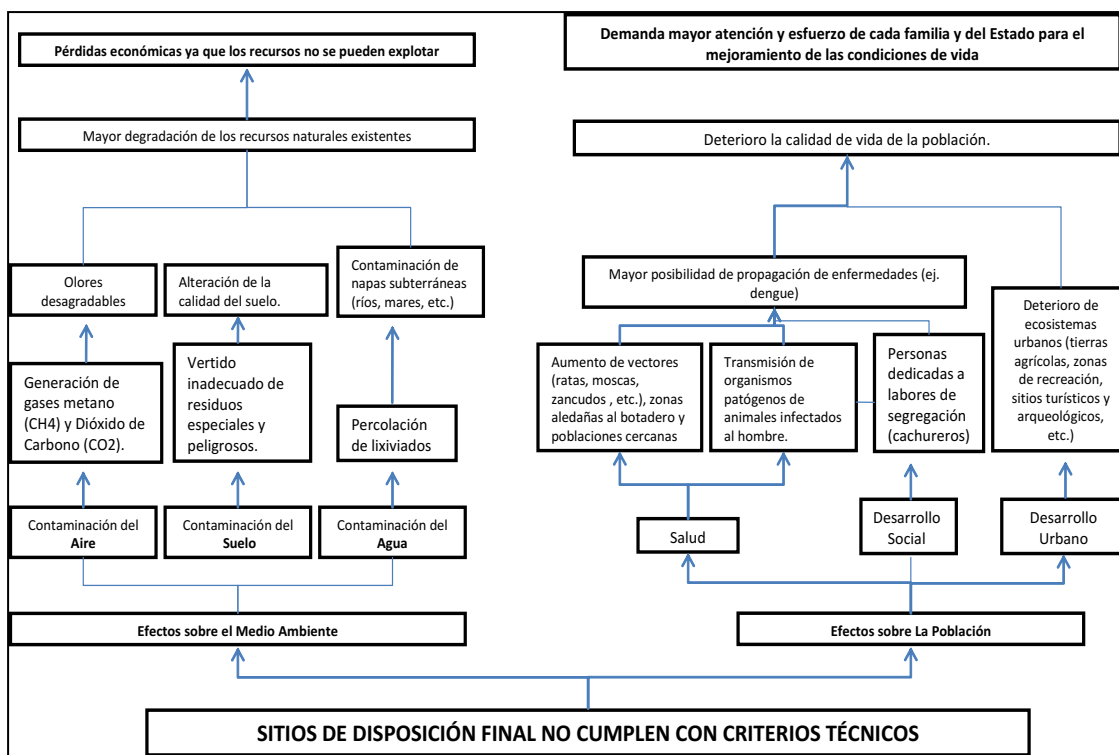 Pérdidas económicas ya que los recursos no se pueden explotar
Demanda mayor atención y esfuerzo de cada familia y del Estado para el
mejoramiento de las condiciones de vida
Mayor degradación de los recursos naturales existentes
Deterioro la calidad de vida de la población.
Olores
desagradables
Alteración de la
calidad del suelo.
Contaminación de
napas subterráneas
(ríos, mares, etc.)
Mayor posibilidad de propagación de enfermedades (ej.
dengue)
Deterioro de
ecosistemas
urbanos (tierras
agrícolas, zonas
de recreación,
sitios turísticos y
arqueológicos,
etc.)
Generación de
gases metano
(CH4) y Dióxido de
Carbono (CO2).
Vertido
inadecuado de
residuos
especiales y
peligrosos.
Percolación de
lixiviados
Aumento de vectores
(ratas, moscas,
zancudos , etc.), zonas
aledañas al botadero y
poblaciones cercanas
Transmisión de
organismos
patógenos de
animales infectados
al hombre.
Personas
dedicadas a
labores de
segregación
(cachureros)
Contaminación del
Aire
Contaminación del
Suelo
Contaminación del
Agua
Salud
Desarrollo
Social
Desarrollo
Urbano
Efectos sobre el Medio Ambiente
Efectos sobre La Población
SITIOS DE DISPOSICIÓN FINAL NO CUMPLEN CON CRITERIOS TÉCNICOS